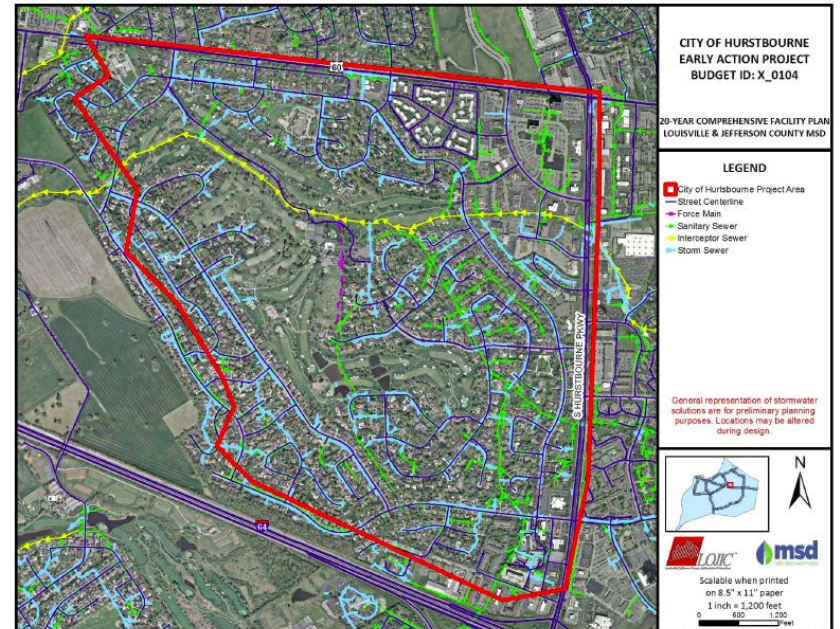 CITY OF HURSTBOURNE
EARLY ACTION PROJECT
BUDGET ID: X_0104
20-YEAR COMPREHENSIVE FACILITY PLAN
LOUISVILLE & JEFFERSON COUNTY MSD
LEGEND
City of Hurtsbourne Project Area
Street Centerline
Force Main
Sanitary Sewer
Interceptor Sewer
Storm Sewer
60
S HURSTBOURNE PKWY
64
General representation of stormwater
solutions are for preliminary planning
purposes. Locations may be altered
during design.
N
LOJIC
msd
Scalable when printed
on 8.5" x 11" paper
1 inch = 1,200 feet
0 600 1,200
Feet